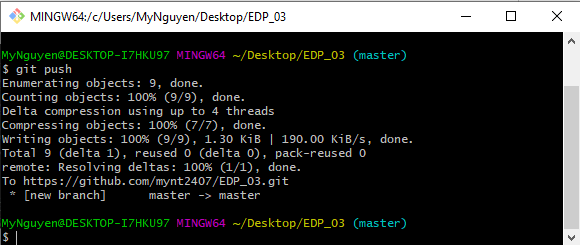 MINGW64:/c/Users/MyNguyen/Desktop/EDP_03
MyNguyen@DESKTOP-I7HKU97 MINGW64 ~/Desktop/EDP_03 (master)
$ git push
Enumerating objects: 9, done.
Counting objects: 100% (9/9), done.
Delta compression using up to 4 threads
Compressing objects: 100% (7/7), done.
Writing objects: 100% (9/9), 1.30 KiB | 190.00 KiB/s, done.
Total 9 (delta 1), reused 0 (delta 0), pack-reused 0
remote: Resolving deltas: 100% (1/1), done.
To https://github.com/mynt2407/EDP_03.git
 * [new branch]      master -> master
MyNguyen@DESKTOP-I7HKU97 MINGW64 ~/Desktop/EDP_03 (master)
$